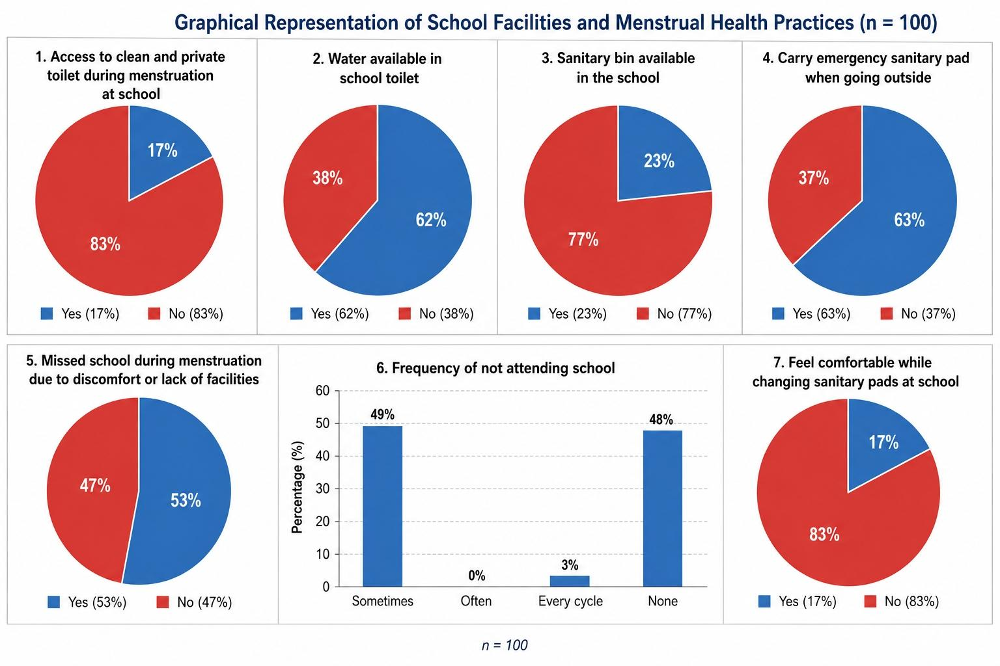 Graphical Representation of School Facilities and Menstrual Health Practices (n = 100)
1. Access to clean and private
toilet during menstruation
at school
17%
83%
Yes (17%) No (83%)
2. Water available in
school toilet
38%
62%
Yes (62%) No (38%)
3. Sanitary bin available
in the school
23%
77%
Yes (23%) No (77%)
4. Carry emergency sanitary pad
when going outside
37%
63%
Yes (63%) No (37%)
5. Missed school during menstruation
due to discomfort or lack of facilities
47%
53%
Yes (53%) No (47%)
6. Frequency of not attending school
Percentage (%)
60
50
40
30
20
10
0
49%
0%
3%
48%
Sometimes Often Every cycle None
7. Feel comfortable while
changing sanitary pads at school
17%
83%
Yes (17%) No (83%)
n = 100